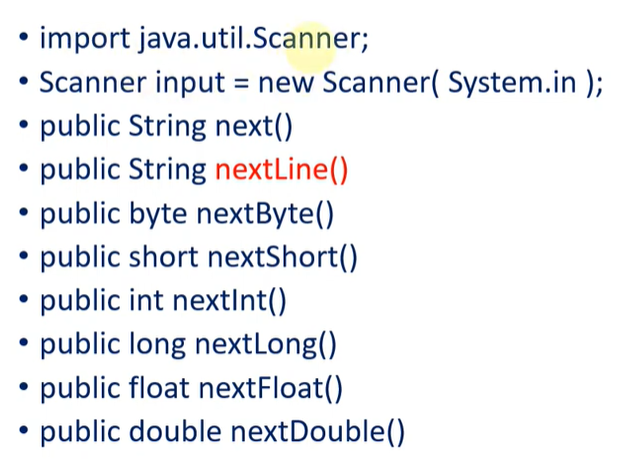 • import java.util.Scanner;
• Scanner input = new Scanner( System.in );
• public String next()
• public String nextLine()
• public byte nextByte()
• public short nextShort()
• public int nextInt()
• public long nextLong()
• public float nextFloat()
• public double nextDouble()